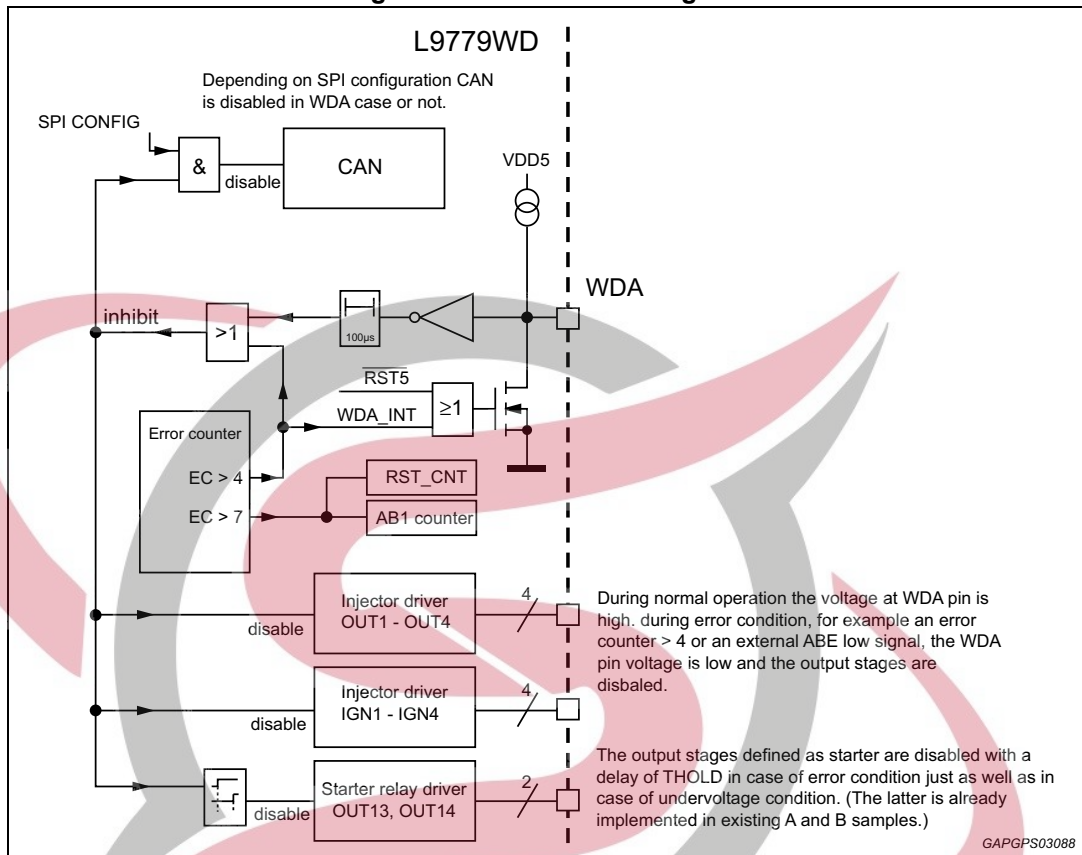 L9779WD
Depending on SPI configuration CAN
is disabled in WDA case or not.
SPI CONFIG
&
disable
CAN
VDD5
WDA
inhibit
>1
100µs
RST5
WDA_INT
≥1
Error counter
EC > 4
EC > 7
RST_CNT
AB1 counter
Injector driver
OUT1 - OUT4
disable
4
During normal operation the voltage at WDA pin is
high. during error condition, for example an error
counter > 4 or an external ABE low signal, the WDA
pin voltage is low and the output stages are
disbaled.
Injector driver
IGN1 - IGN4
disable
4
Starter relay driver
OUT13, OUT14
disable
2
The output stages defined as starter are disabled with a
delay of THOLD in case of error condition just as well as in
case of undervoltage condition. (The latter is already
implemented in existing A and B samples.)
GAPGPS03088